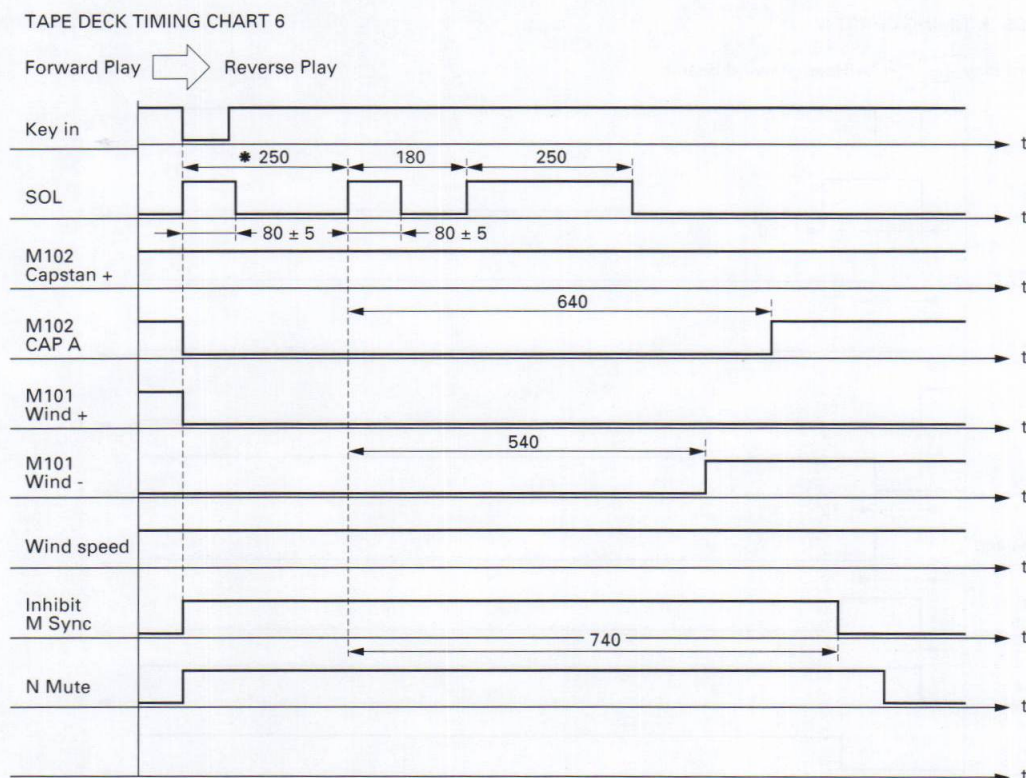 TAPE DECK TIMING CHART 6
Forward Play Reverse Play
Key in
t
✱ 250 180 250
SOL
t
80 ± 5 80 ± 5
M102
Capstan +
t
640
M102
CAP A
t
M101
Wind +
t
540
M101
Wind -
t
Wind speed
t
Inhibit
M Sync
t
740
N Mute
t
t